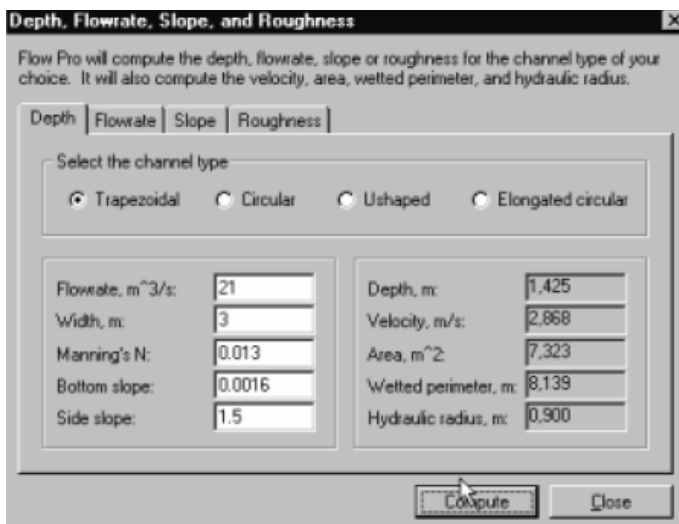 Depth, Flowrate, Slope, and Roughness
Flow Pro will compute the depth, flowrate, slope or roughness for the channel type of your
choice. It will also compute the velocity, area, wetted perimeter, and hydraulic radius.
Depth Flowrate Slope Roughness
Select the channel type
Trapezoidal Circular Ushaped Elongated circular
Flowrate, m^3/s: 21
Width, m: 3
Manning's N: 0.013
Bottom slope: 0.0016
Side slope: 1.5
Depth, m: 1,425
Velocity, m/s: 2,868
Area, m^2: 7,323
Wetted perimeter, m: 8,139
Hydraulic radius, m: 0,900
Compute Close